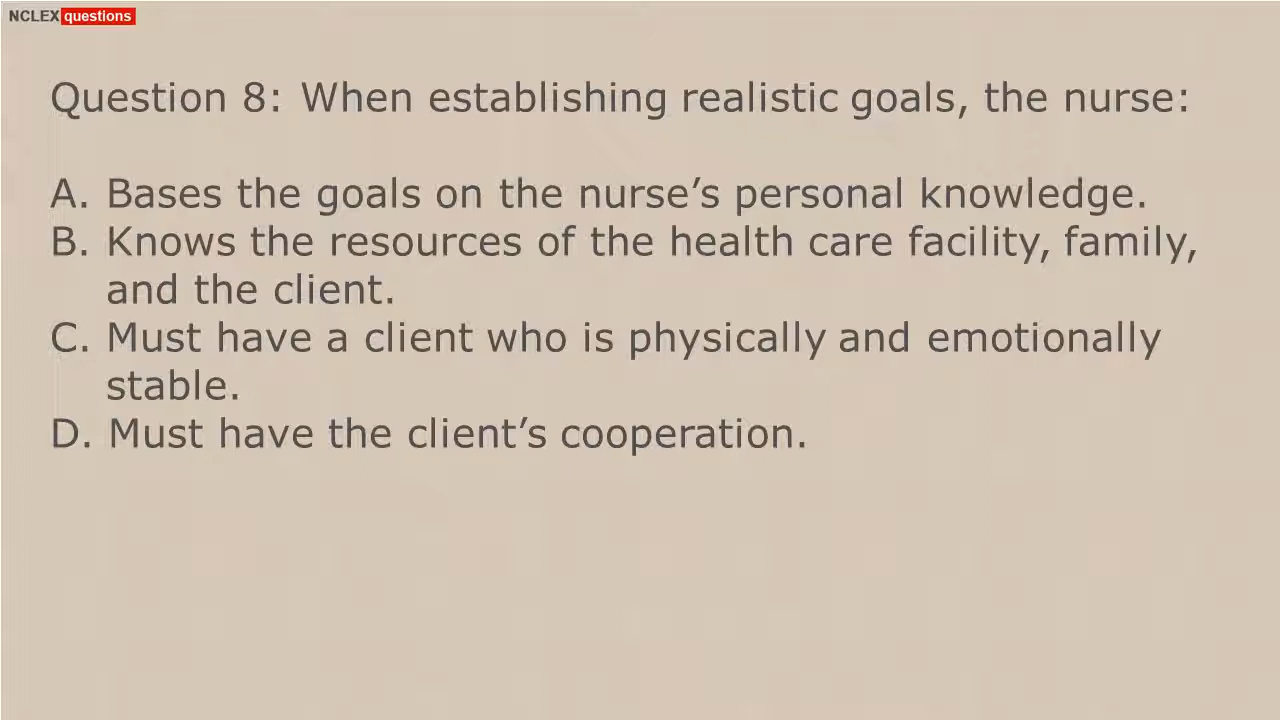 NCLEX questions
Question 8: When establishing realistic goals, the nurse:
A. Bases the goals on the nurse’s personal knowledge.
B. Knows the resources of the health care facility, family,
and the client.
C. Must have a client who is physically and emotionally
stable.
D. Must have the client’s cooperation.